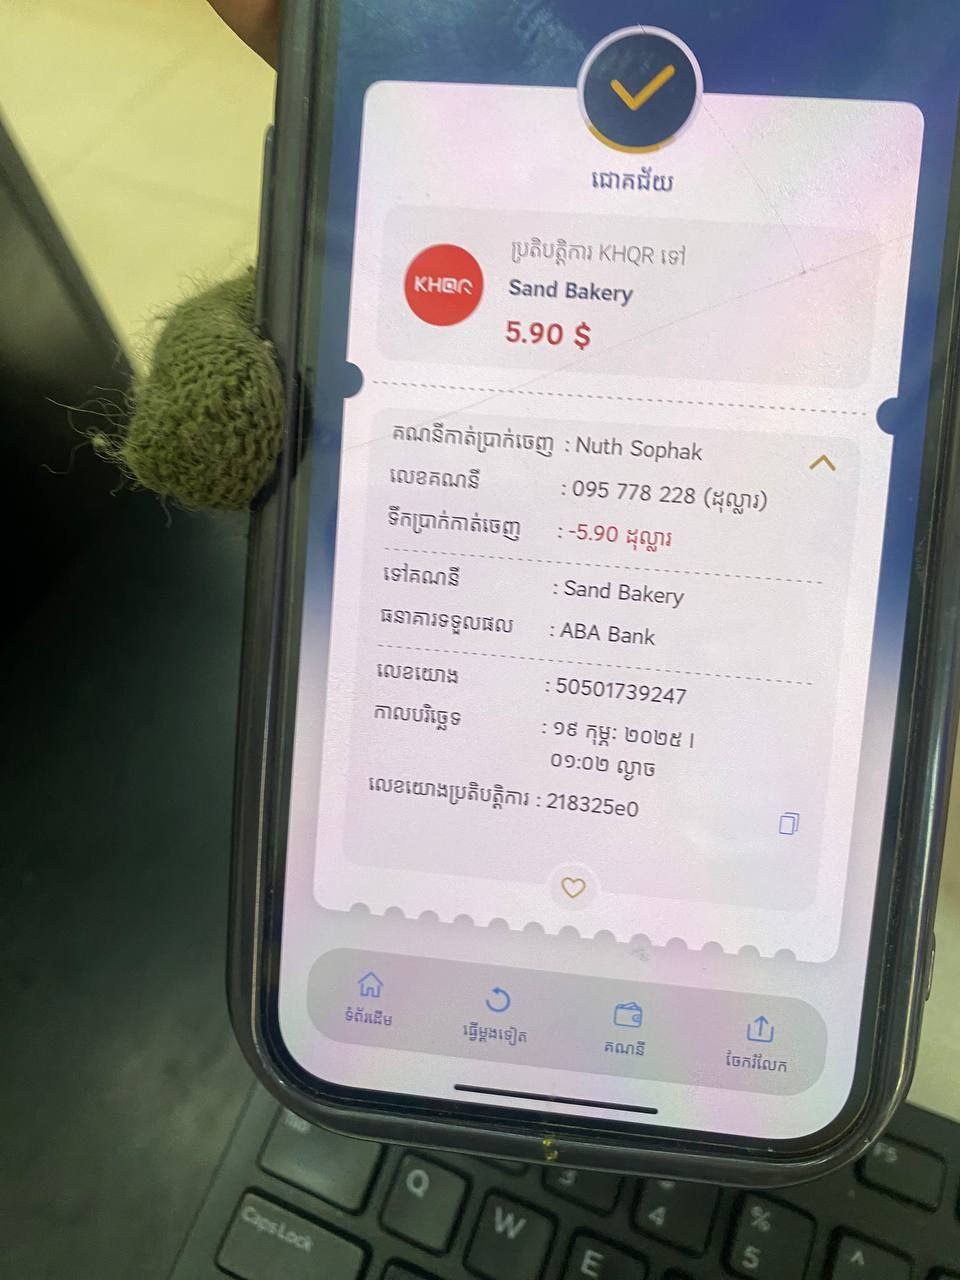 ជោគជ័យ
KHQR
ប្រតិបត្តិការ KHQR ទៅ
Sand Bakery
5.90 $
គណនីកាត់ប្រាក់ចេញ : Nuth Sophak
លេខគណនី : 095 778 228 (ដុល្លារ)
ទឹកប្រាក់កាត់ចេញ : -5.90 ដុល្លារ
ទៅគណនី : Sand Bakery
ធនាគារទទួលផល : ABA Bank
លេខយោង : 50501739247
កាលបរិច្ឆេទ : ១៩ កុម្ភៈ ២០២៥ |
០១:០២ ល្ងាច
លេខយោងប្រតិបត្តិការ : 218325e0
ទំព័រដើម ធ្វើម្តងទៀត គណនី ចែករំលែក
F5
Q 3 4 %
Caps Lock W E 5 ^